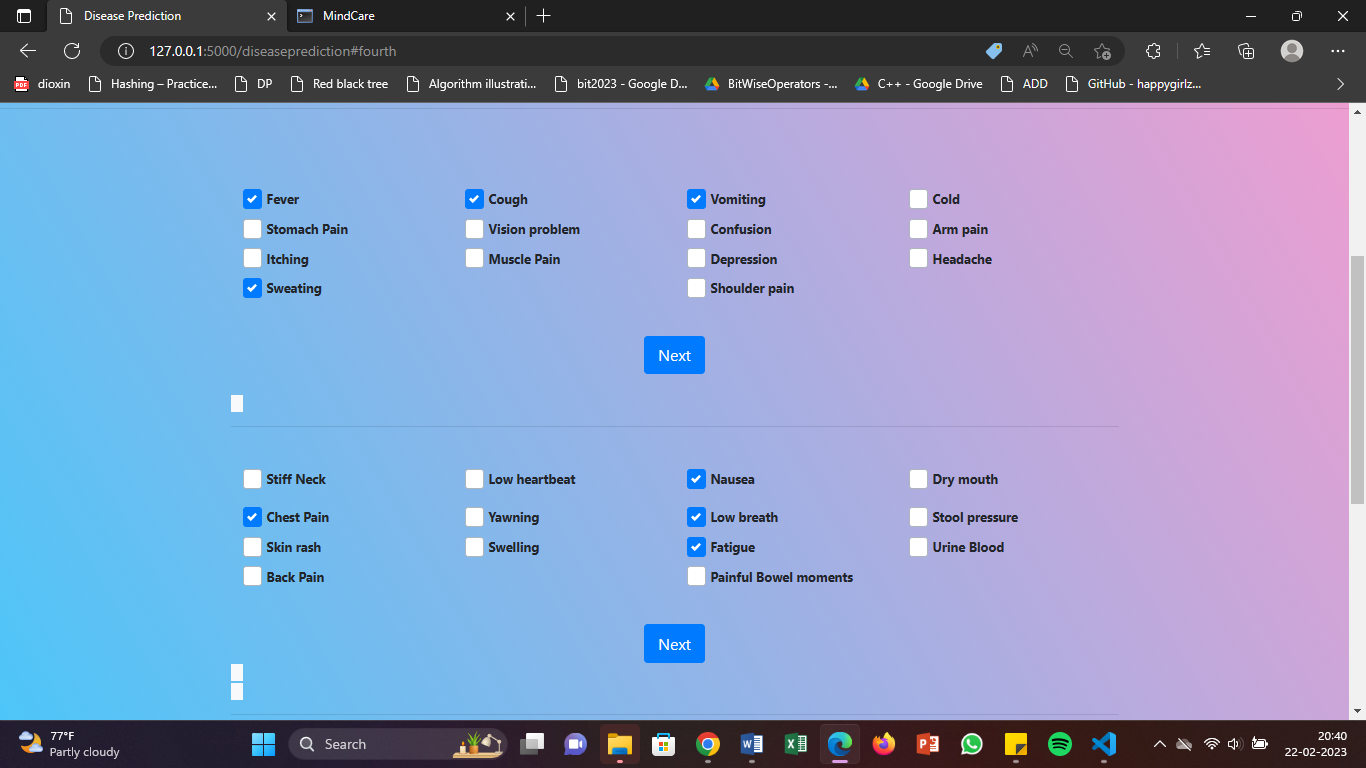 Disease Prediction
MindCare
127.0.0.1:5000/diseaseprediction#fourth
PDF dioxin
Hashing – Practice...
DP
Red black tree
Algorithm illustrati...
bit2023 - Google D...
BitWiseOperators -...
C++ - Google Drive
ADD
GitHub - happygirlz...
Fever Cough Vomiting Cold
Stomach Pain Vision problem Confusion Arm pain
Itching Muscle Pain Depression Headache
Sweating Shoulder pain
Next
Stiff Neck Low heartbeat Nausea Dry mouth
Chest Pain Yawning Low breath Stool pressure
Skin rash Swelling Fatigue Urine Blood
Back Pain Painful Bowel moments
Next
77°F
Partly cloudy
Search
20:40
22-02-2023